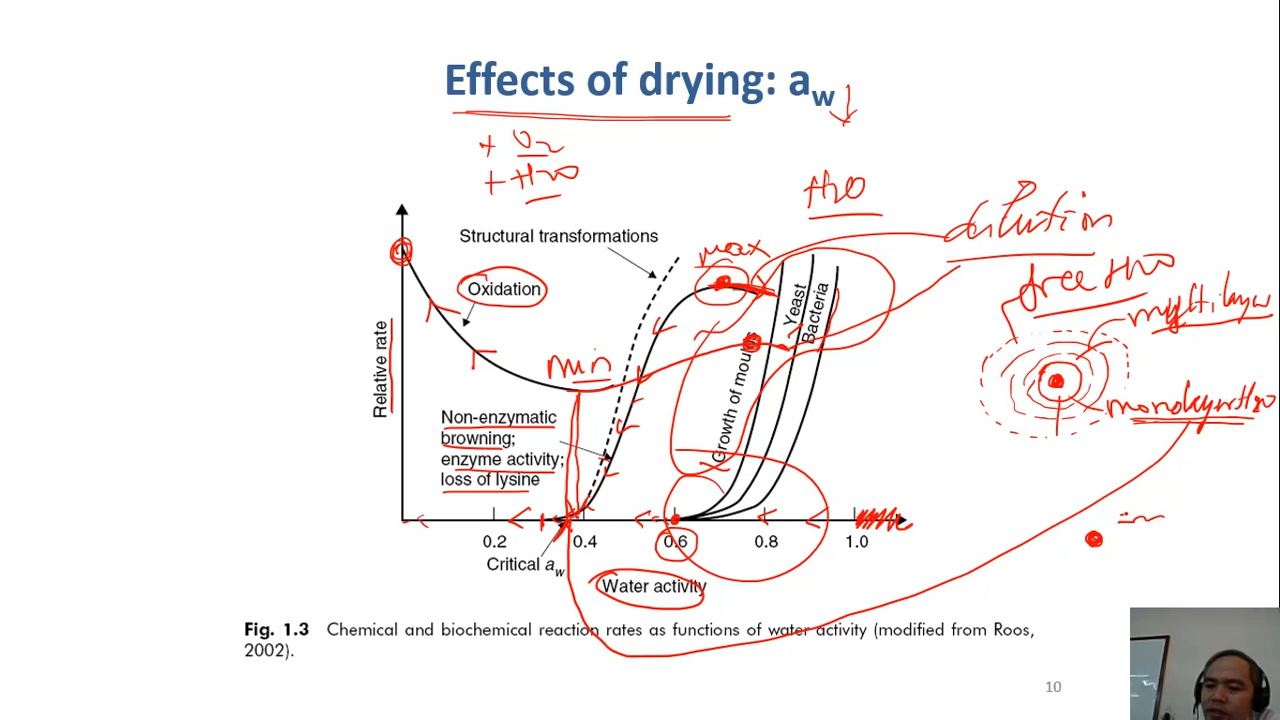 Effects of drying: aw ↓
+ O2
+ H2O
H2O
dilution
Structural transformations
max
free H2O
Oxidation
multilayer
Yeast
Bacteria
min
Relative rate
Growth of moulds
monolayer H2O
Non-enzymatic
browning;
enzyme activity;
loss of lysine
0.2 0.4 0.6 0.8 1.0
Critical aw
Water activity
Fig. 1.3 Chemical and biochemical reaction rates as functions of water activity (modified from Roos,
2002).
10